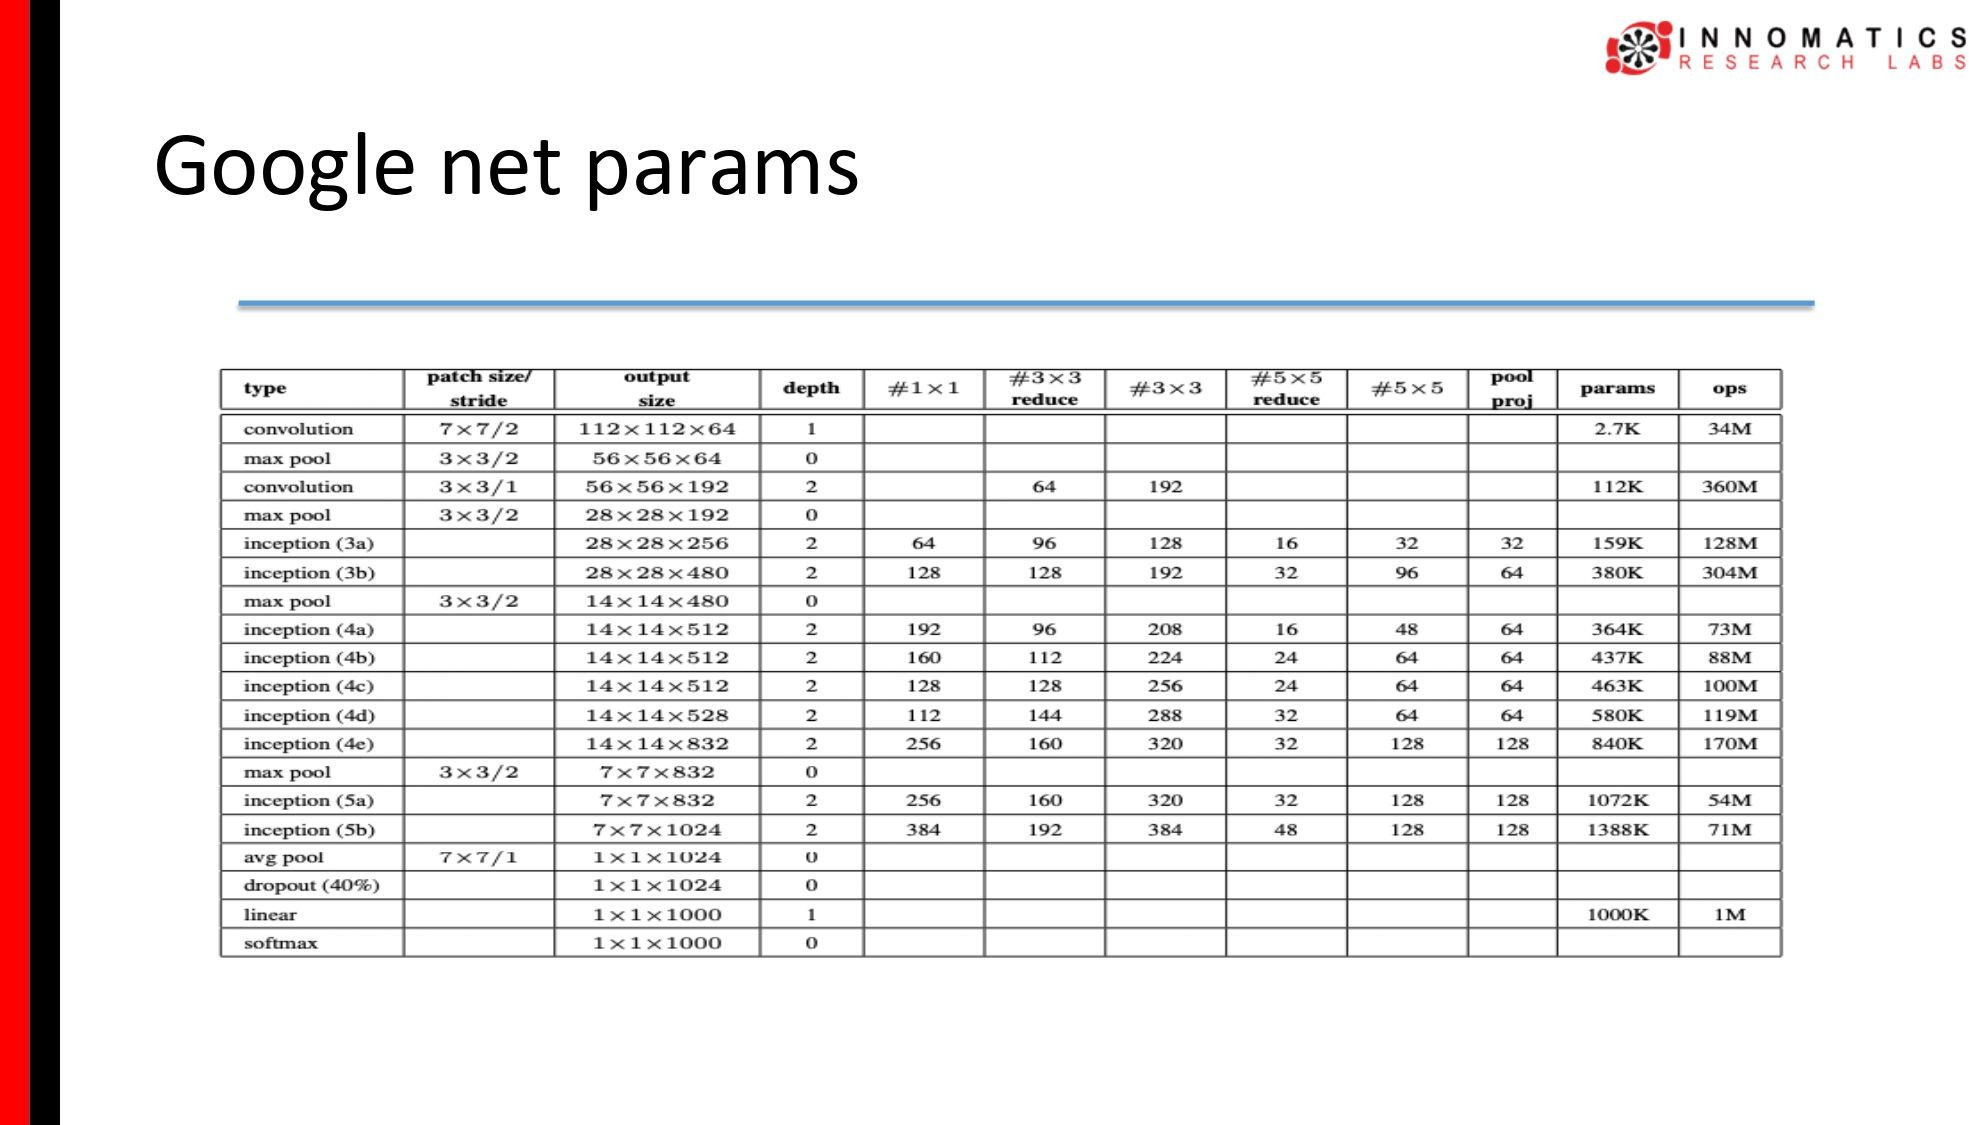 INNOMATICS
RESEARCH LABS
Google net params
type patch size/ stride output size depth #1×1 #3×3 reduce #3×3 #5×5 reduce #5×5 pool proj params ops
convolution 7×7/2 112×112×64 1 2.7K 34M
max pool 3×3/2 56×56×64 0
convolution 3×3/1 56×56×192 2 64 192 112K 360M
max pool 3×3/2 28×28×192 0
inception (3a) 28×28×256 2 64 96 128 16 32 32 159K 128M
inception (3b) 28×28×480 2 128 128 192 32 96 64 380K 304M
max pool 3×3/2 14×14×480 0
inception (4a) 14×14×512 2 192 96 208 16 48 64 364K 73M
inception (4b) 14×14×512 2 160 112 224 24 64 64 437K 88M
inception (4c) 14×14×512 2 128 128 256 24 64 64 463K 100M
inception (4d) 14×14×528 2 112 144 288 32 64 64 580K 119M
inception (4e) 14×14×832 2 256 160 320 32 128 128 840K 170M
max pool 3×3/2 7×7×832 0
inception (5a) 7×7×832 2 256 160 320 32 128 128 1072K 54M
inception (5b) 7×7×1024 2 384 192 384 48 128 128 1388K 71M
avg pool 7×7/1 1×1×1024 0
dropout (40%) 1×1×1024 0
linear 1×1×1000 1 1000K 1M
softmax 1×1×1000 0